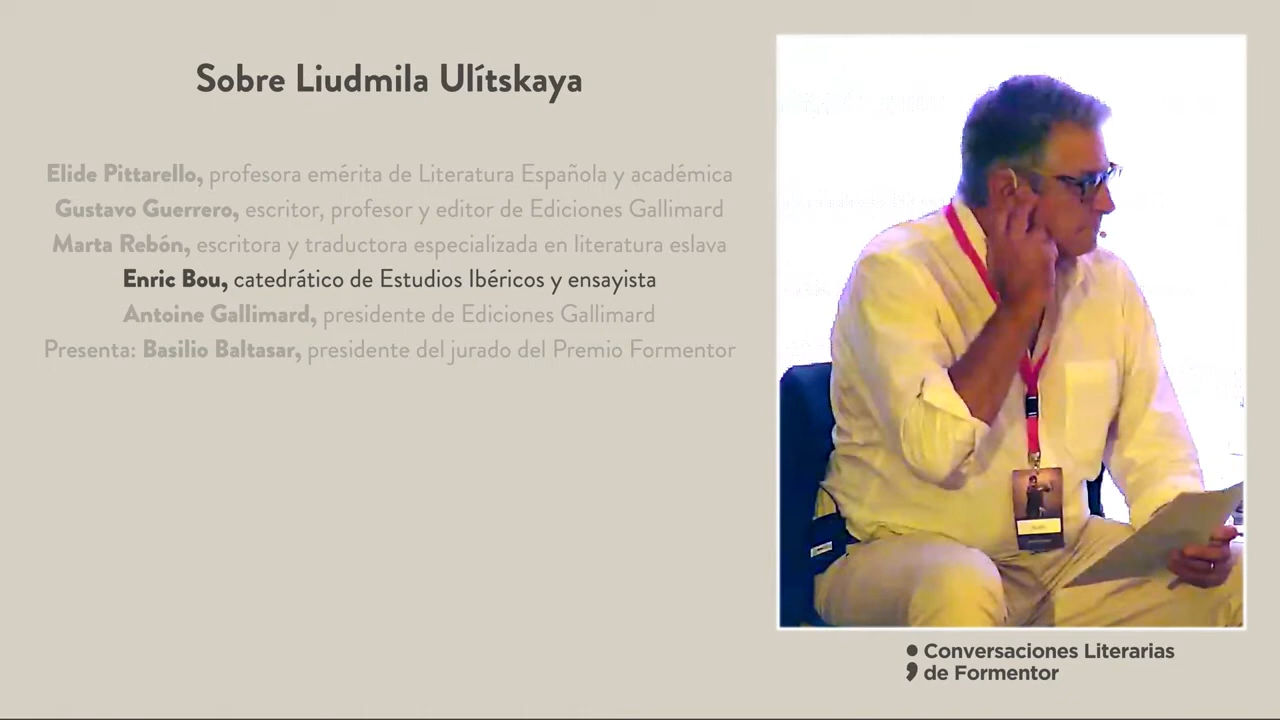 Sobre Liudmila Ulítskaya
Elide Pittarello, profesora emérita de Literatura Española y académica
Gustavo Guerrero, escritor, profesor y editor de Ediciones Gallimard
Marta Rebón, escritora y traductora especializada en literatura eslava
Enric Bou, catedrático de Estudios Ibéricos y ensayista
Antoine Gallimard, presidente de Ediciones Gallimard
Presenta: Basilio Baltasar, presidente del jurado del Premio Formentor
Conversaciones Literarias
de Formentor